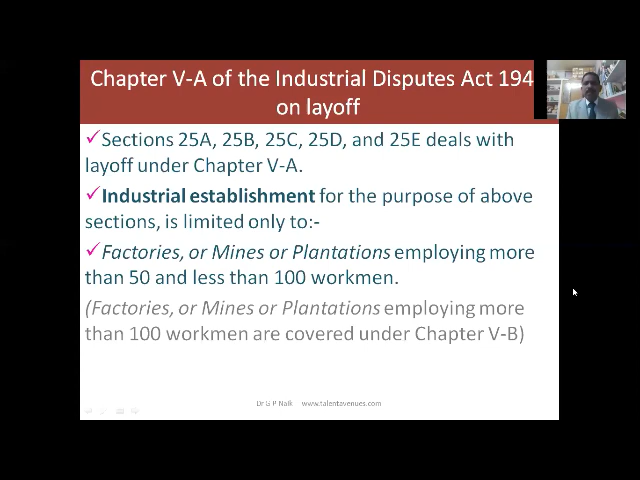 Chapter V-A of the Industrial Disputes Act 194
on layoff
✓Sections 25A, 25B, 25C, 25D, and 25E deals with
layoff under Chapter V-A.
✓Industrial establishment for the purpose of above
sections, is limited only to:-
✓Factories, or Mines or Plantations employing more
than 50 and less than 100 workmen.
(Factories, or Mines or Plantations employing more
than 100 workmen are covered under Chapter V-B)
Dr G P Naik www.talentavenues.com